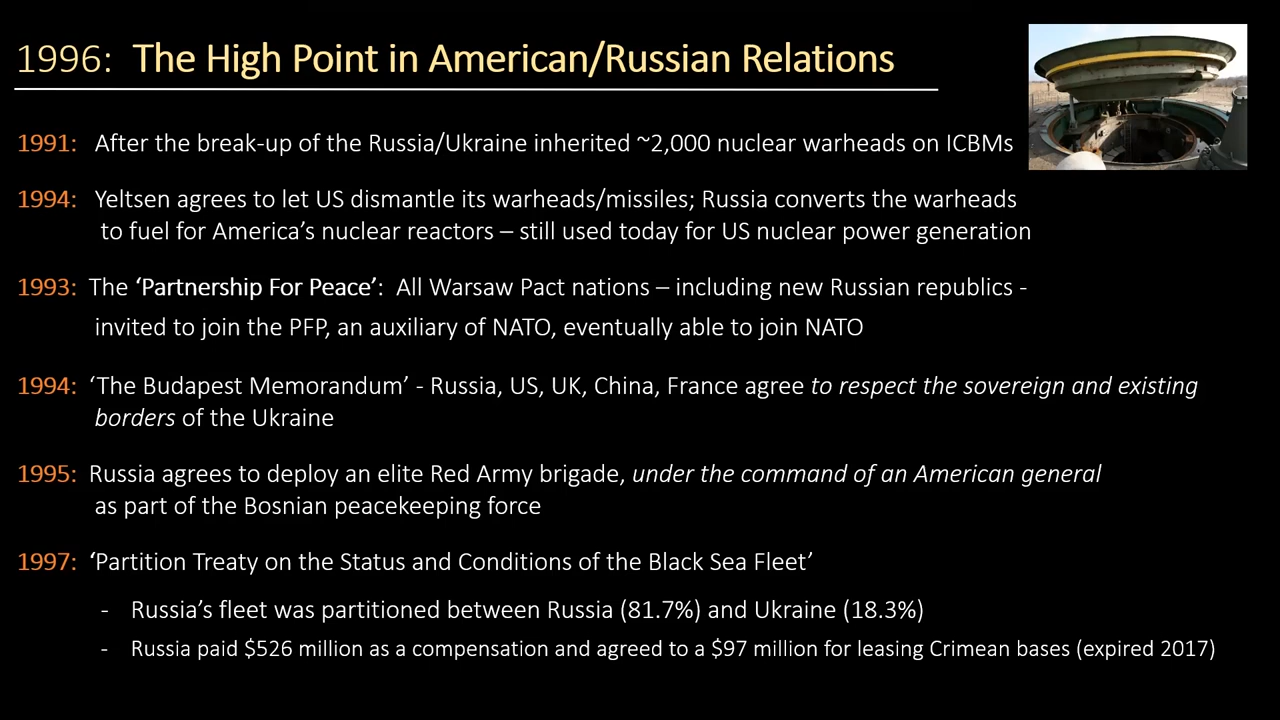 1996: The High Point in American/Russian Relations
1991: After the break-up of the Russia/Ukraine inherited ~2,000 nuclear warheads on ICBMs
1994: Yeltsen agrees to let US dismantle its warheads/missiles; Russia converts the warheads
to fuel for America’s nuclear reactors – still used today for US nuclear power generation
1993: The ‘Partnership For Peace’: All Warsaw Pact nations – including new Russian republics -
invited to join the PFP, an auxiliary of NATO, eventually able to join NATO
1994: ‘The Budapest Memorandum’ - Russia, US, UK, China, France agree to respect the sovereign and existing
borders of the Ukraine
1995: Russia agrees to deploy an elite Red Army brigade, under the command of an American general
as part of the Bosnian peacekeeping force
1997: ‘Partition Treaty on the Status and Conditions of the Black Sea Fleet’
- Russia’s fleet was partitioned between Russia (81.7%) and Ukraine (18.3%)
- Russia paid $526 million as a compensation and agreed to a $97 million for leasing Crimean bases (expired 2017)